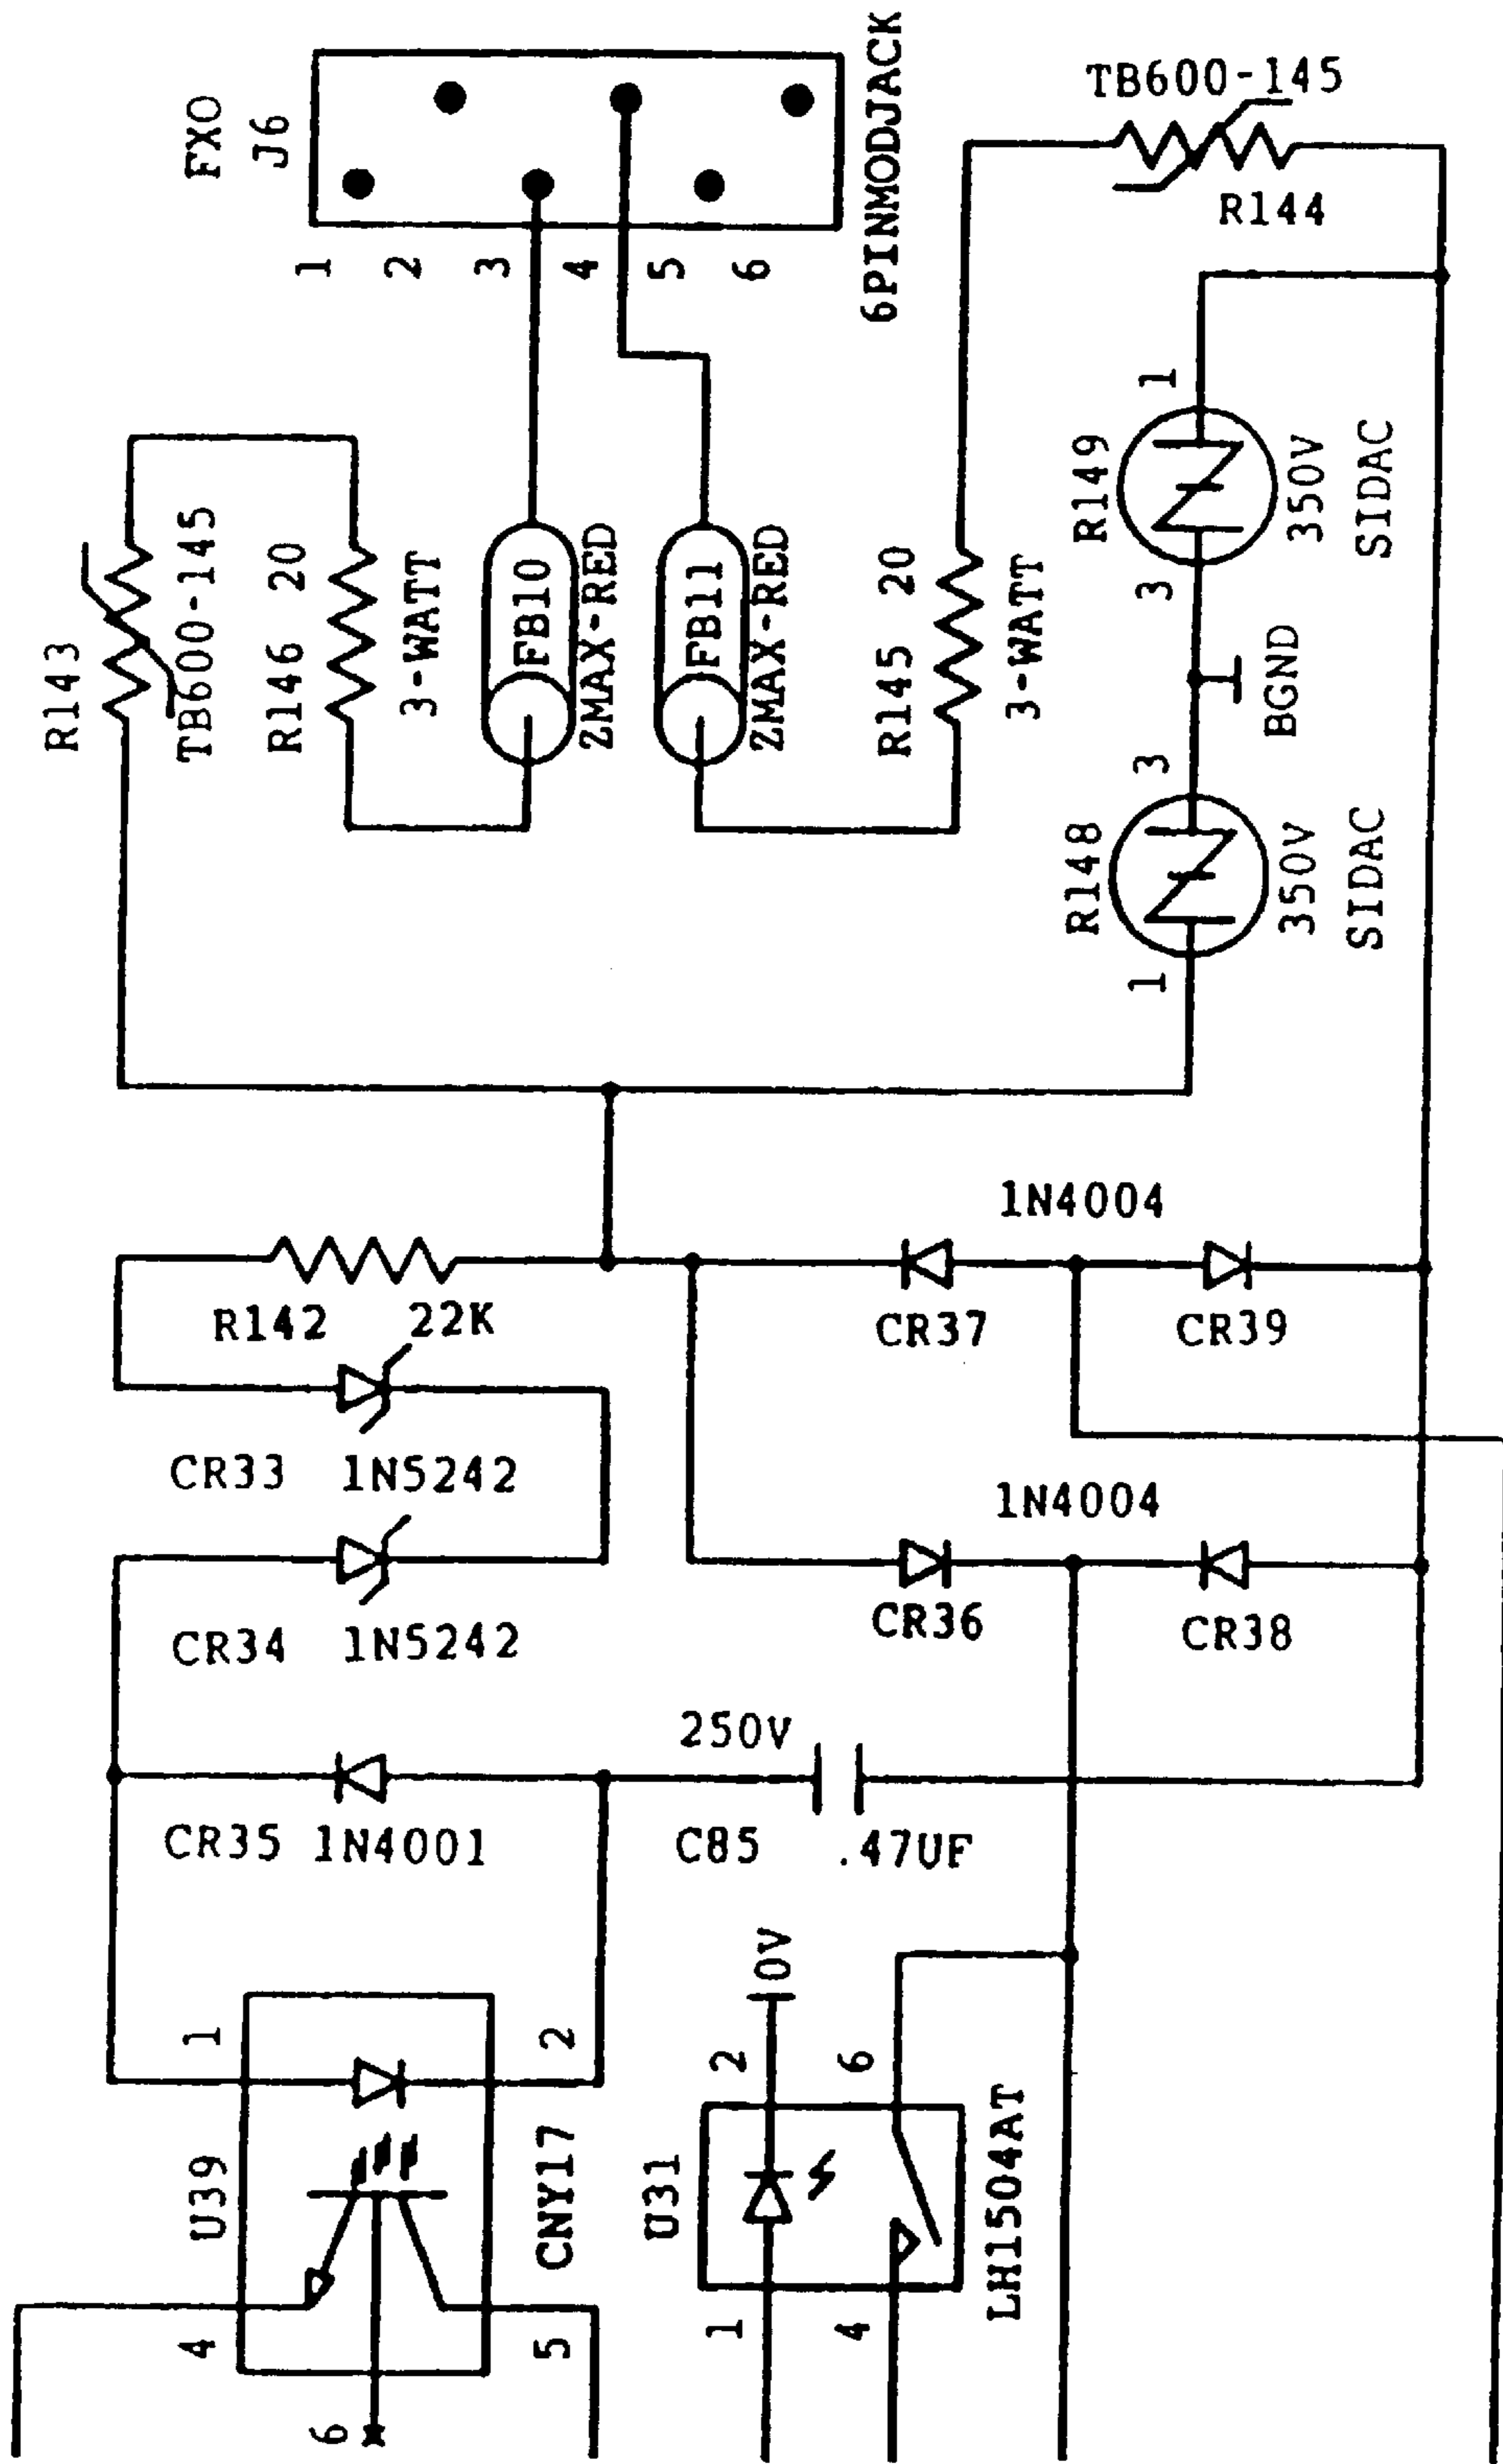 FXO
J6
1
2
3
4
5
6
6PINMODJACK
TB600-145
R144
R143
TB600-145
R146 20
3-WATT
FB10
ZMAX-RED
FB11
ZMAX-RED
R145 20
3-WATT
1
R149
350V
SIDAC
3
BGND
3
R148
350V
SIDAC
1
R142 22K
1N4004
CR37
CR39
CR33 1N5242
1N4004
CR34 1N5242
CR36
CR38
250V
CR35 1N4001
C85 .47UF
1
2
U39
CNY17
4
5
6
0V
2
6
U31
LH1504AT
1
4